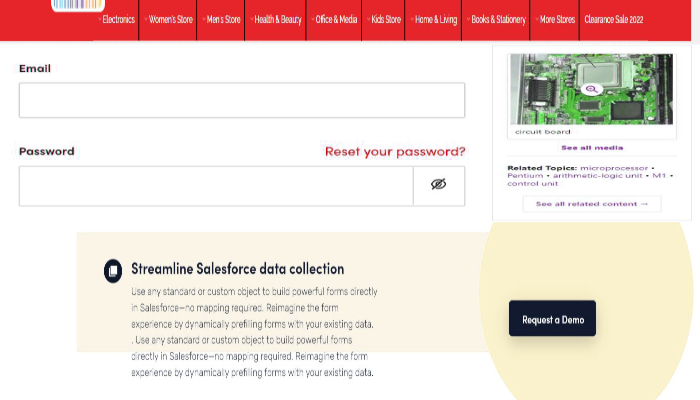 Electronics Women's Store Men's Store Health & Beauty Office & Media Kids Store Home & Living Books & Stationery More Stores Clearance Sale 2022
Email
Password Reset your password?
circuit board
See all media
Related Topics: microprocessor •
Pentium • arithmetic-logic unit • M1 •
control unit
See all related content →
Streamline Salesforce data collection
Use any standard or custom object to build powerful forms directly
in Salesforce—no mapping required. Reimagine the form
experience by dynamically prefilling forms with your existing data.
. Use any standard or custom object to build powerful forms
directly in Salesforce—no mapping required. Reimagine the form
experience by dynamically prefilling forms with your existing data.
Request a Demo